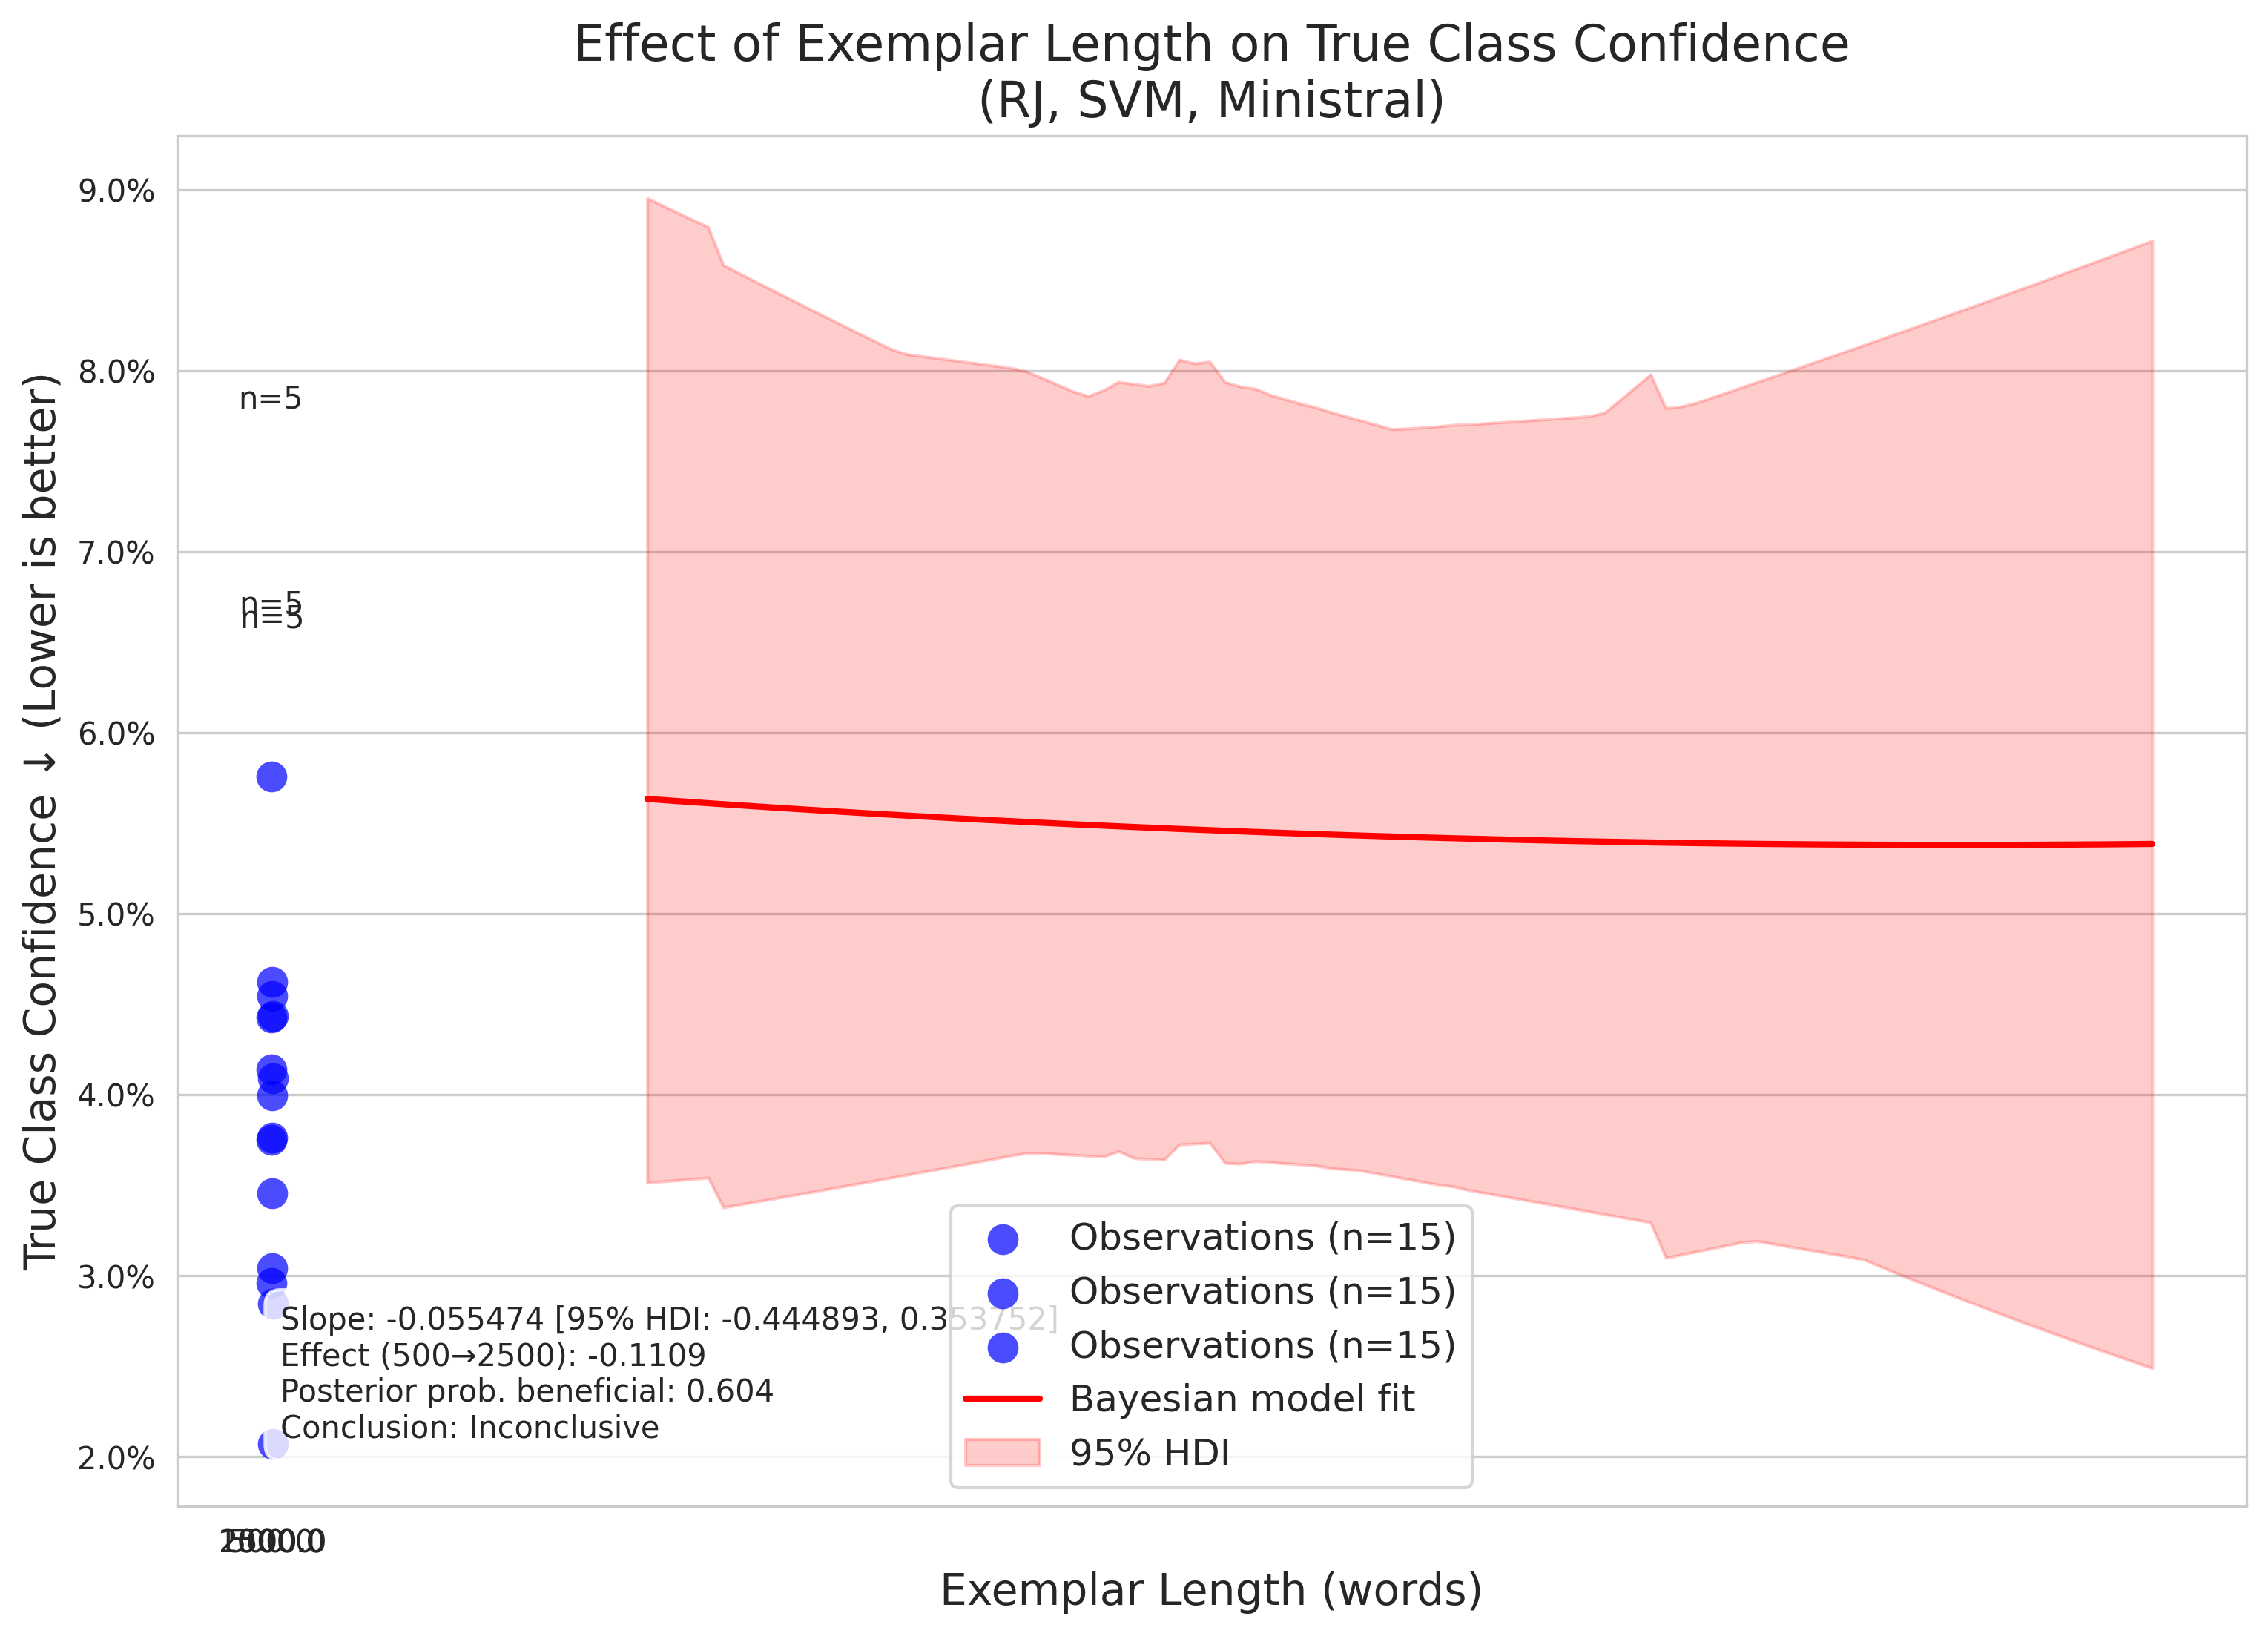 Effect of Exemplar Length on True Class Confidence
(RJ, SVM, Ministral)
True Class Confidence ↓ (Lower is better)
9.0%
8.0%
7.0%
6.0%
5.0%
4.0%
3.0%
2.0%
n=5
n=5
n=5
Slope: -0.055474 [95% HDI: -0.444893, 0.353752]
Effect (500→2500): -0.1109
Posterior prob. beneficial: 0.604
Conclusion: Inconclusive
Observations (n=15)
Observations (n=15)
Observations (n=15)
Bayesian model fit
95% HDI
Exemplar Length (words)